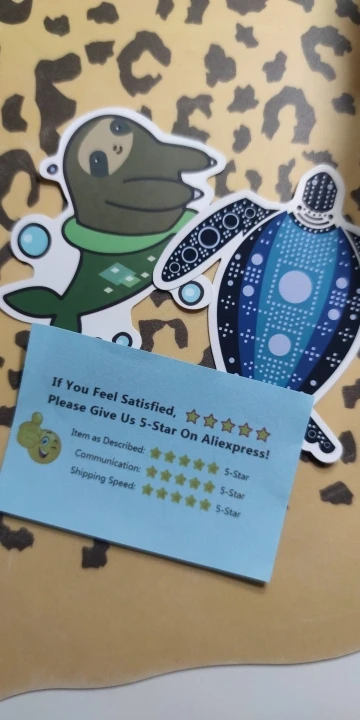 If You Feel Satisfied,
Please Give Us 5-Star On Aliexpress!
Item as Described: 5-Star
Communication: 5-Star
Shipping Speed: 5-Star